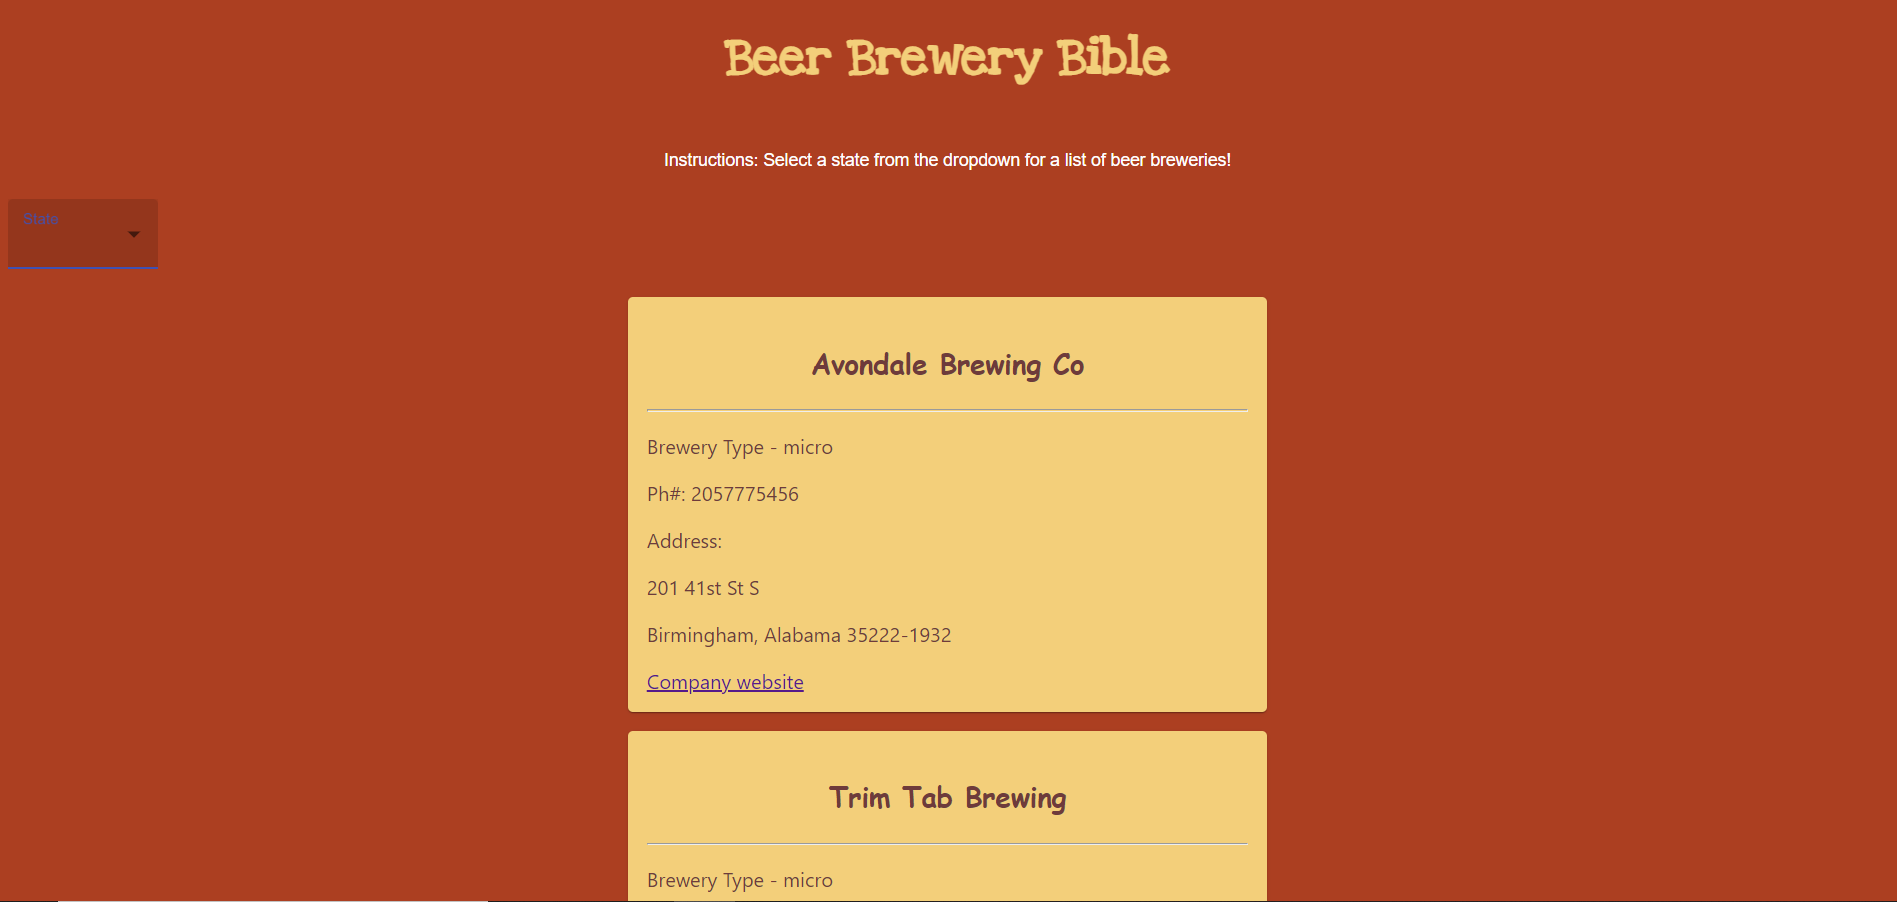 Beer Brewery Bible
Instructions: Select a state from the dropdown for a list of beer breweries!
State
Avondale Brewing Co
Brewery Type - micro
Ph#: 2057775456
Address:
201 41st St S
Birmingham, Alabama 35222-1932
Company website
Trim Tab Brewing
Brewery Type - micro